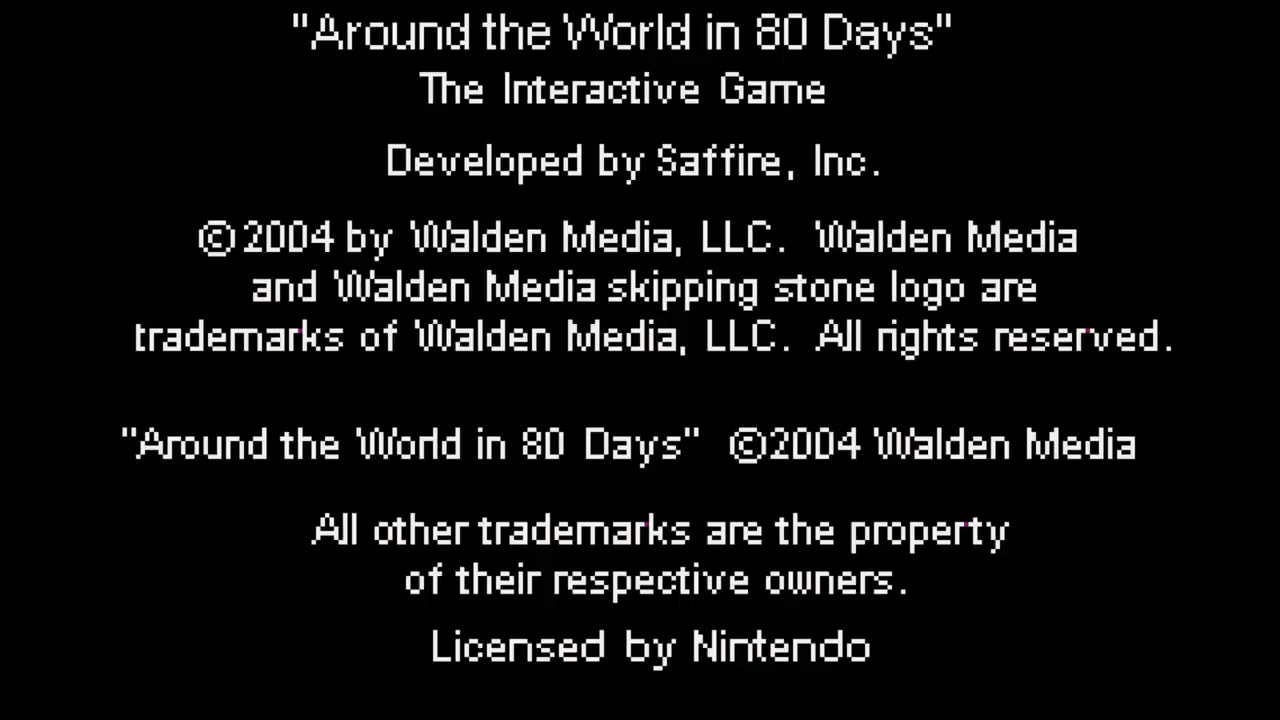 "Around the World in 80 Days"
The Interactive Game
Developed by Saffire, Inc.
©2004 by Walden Media, LLC. Walden Media
and Walden Media skipping stone logo are
trademarks of Walden Media, LLC. All rights reserved.
"Around the World in 80 Days" ©2004 Walden Media
All other trademarks are the property
of their respective owners.
Licensed by Nintendo